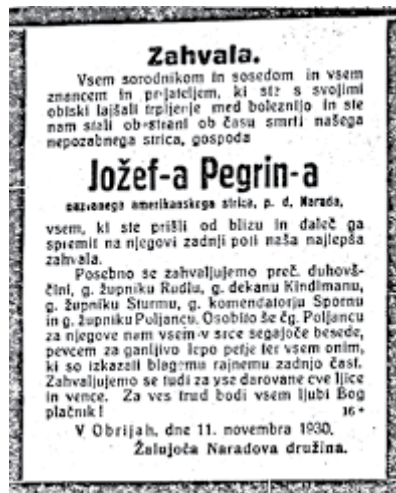 Zahvala.
Vsem sorodnikom in sosedom in vsem
znancem in prijateljem, ki ste s svojimi
obiski lajšali trpljenje med boleznijo in ste
nam stali ob strani ob času smrti našega
nepozabnega strica, gospoda
Jožef-a Pegrin-a
nazvanega amerikanskega strica, p. d. Narada,
vsem, ki ste prišli od blizu in daleč ga
spremit na njegovi zadnji poti naša najlepša
zahvala.
Posebno se zahvaljujemo preč. duhovš-
čini, g. župniku Rudlu, g. dekanu Kindlmanu,
g. župniku Sturmu, g. komendatorju Spornu
in g. župniku Poljancu. Osobito še čg. Poljancu
za njegove nam vsem v srce segajoče besede,
pevcem za ganljivo lepo petje ter vsem onim,
ki so izkazali blagemu rajnemu zadnjo čast.
Zahvaljujemo se tudi za vse darovane cvetlice
in vence. Za ves trud bodi vsem ljubi Bog
plačnik! 16*
V Obrijah, dne 11. novembra 1930.
Žalujoča Naradova družina.